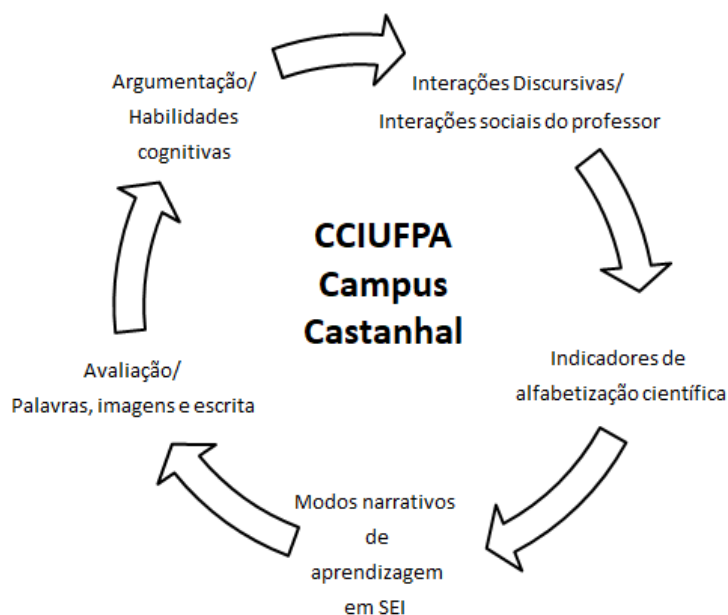 Argumentação/
Habilidades
cognitivas
Interações Discursivas/
Interações sociais do professor
CCIUFPA
Campus
Castanhal
Indicadores de
alfabetização científica
Avaliação/
Palavras, imagens e escrita
Modos narrativos
de
aprendizagem
em SEI